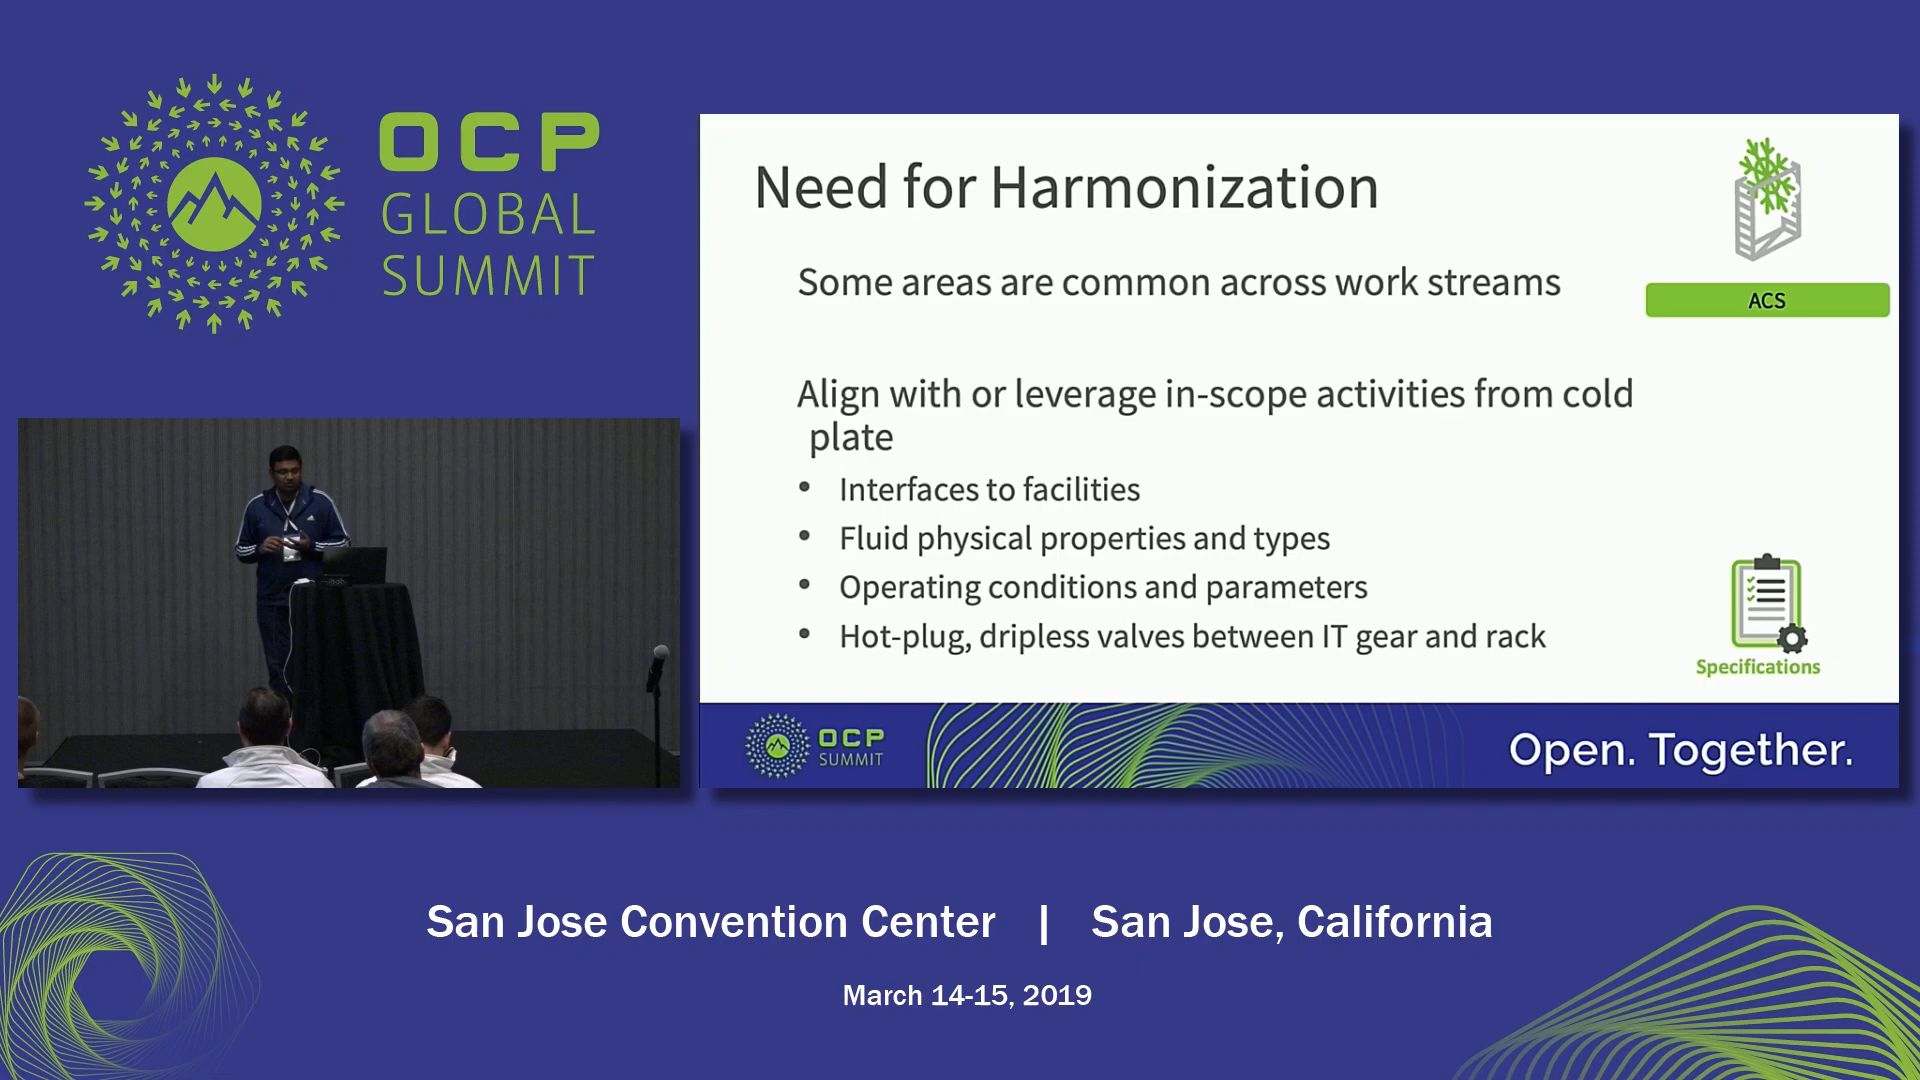 OCP
GLOBAL
SUMMIT
Need for Harmonization
Some areas are common across work streams
ACS
Align with or leverage in-scope activities from cold
plate
• Interfaces to facilities
• Fluid physical properties and types
• Operating conditions and parameters
• Hot-plug, dripless valves between IT gear and rack
Specifications
OCP
SUMMIT
Open. Together.
San Jose Convention Center | San Jose, California
March 14-15, 2019